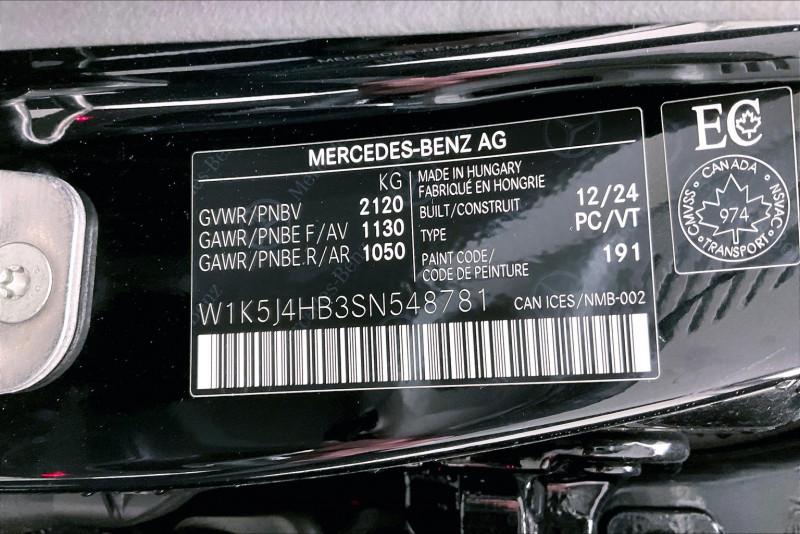 MERCEDES-BENZ AG
KG
GVWR/PNBV 2120
GAWR/PNBE F/AV 1130
GAWR/PNBE.R/AR 1050
MADE IN HUNGARY
FABRIQUÉ EN HONGRIE
BUILT/CONSTRUIT 12/24
TYPE PC/VT
PAINT CODE/ 191
CODE DE PEINTURE
W1K5J4HB3SN548781 CAN ICES/NMB-002
EC
CANADA
CMVSS 974 NSVAC
TRANSPORT